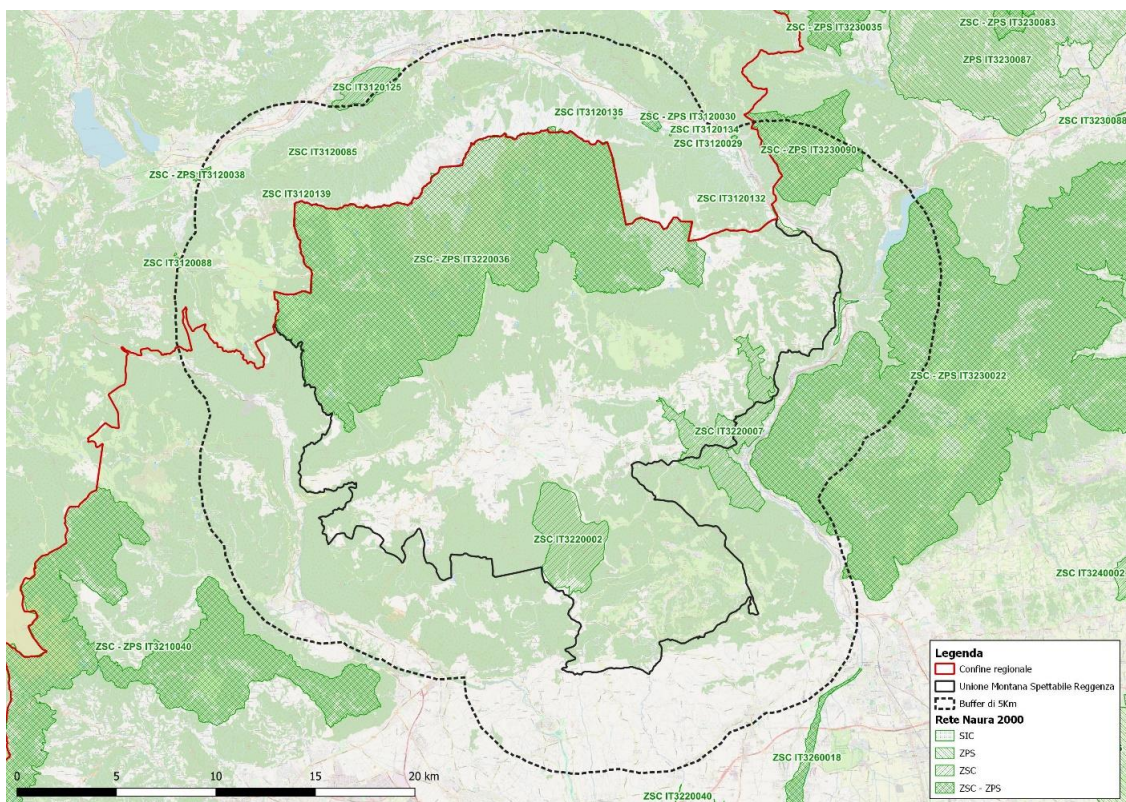 ZSC - ZPS IT3230035
ZSC - ZPS IT3230083
ZPS IT3230087
ZSC IT3120125
ZSC IT3120135
ZSC - ZPS IT3120030
ZSC IT3120134
ZSC IT3120029
ZSC IT323008
ZSC IT3120085
ZSC - ZPS IT3230090
ZSC - ZPS IT3120038
ZSC IT3120139
ZSC IT3120132
ZSC IT3120088
ZSC - ZPS IT3220036
ZSC - ZPS IT3230022
ZSC IT3220007
ZSC IT3220002
ZSC IT3240002
ZSC - ZPS IT3210040
ZSC IT3260018
ZSC IT3220040
Legenda
Confine regionale
Unione Montana Spettabile Reggenza
Buffer di 5Km
Rete Naura 2000
SIC
ZPS
ZSC
ZSC - ZPS
0 5 10 15 20 km